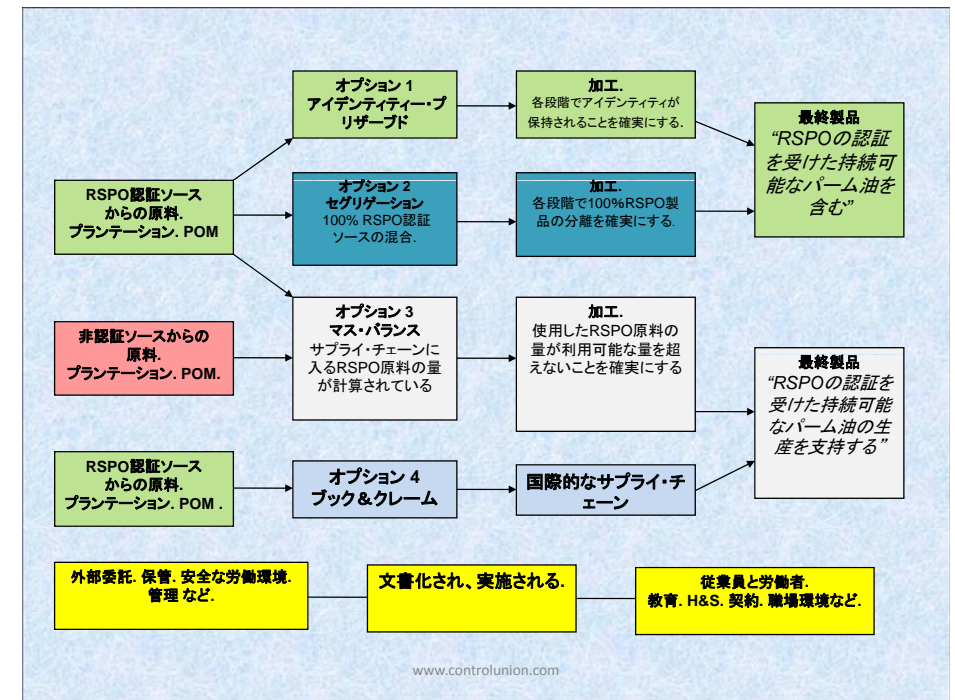 オプション 1
アイデンティティー・プ
リザーブド
加工.
各段階でアイデンティティが
保持されることを確実にする.
最終製品
“RSPOの認証
を受けた持続可
能なパーム油を
含む”
RSPO認証ソース
からの原料.
プランテーション. POM
オプション 2
セグリゲーション
100% RSPO認証
ソースの混合.
加工.
各段階で100%RSPO製
品の分離を確実にする.
オプション 3
マス・バランス
サプライ・チェーンに
入るRSPO原料の量
が計算されている
加工.
使用したRSPO原料の
量が利用可能な量を超
えないことを確実にする
非認証ソースからの
原料.
プランテーション. POM.
最終製品
“RSPOの認証を
受けた持続可能
なパーム油の生
産を支持する”
RSPO認証ソース
からの原料.
プランテーション. POM .
オプション 4
ブック＆クレーム
国際的なサプライ・チ
ェーン
外部委託. 保管. 安全な労働環境.
管理 など.
文書化され、実施される.
従業員と労働者.
教育. H&S. 契約. 職場環境など.
www.controlunion.com